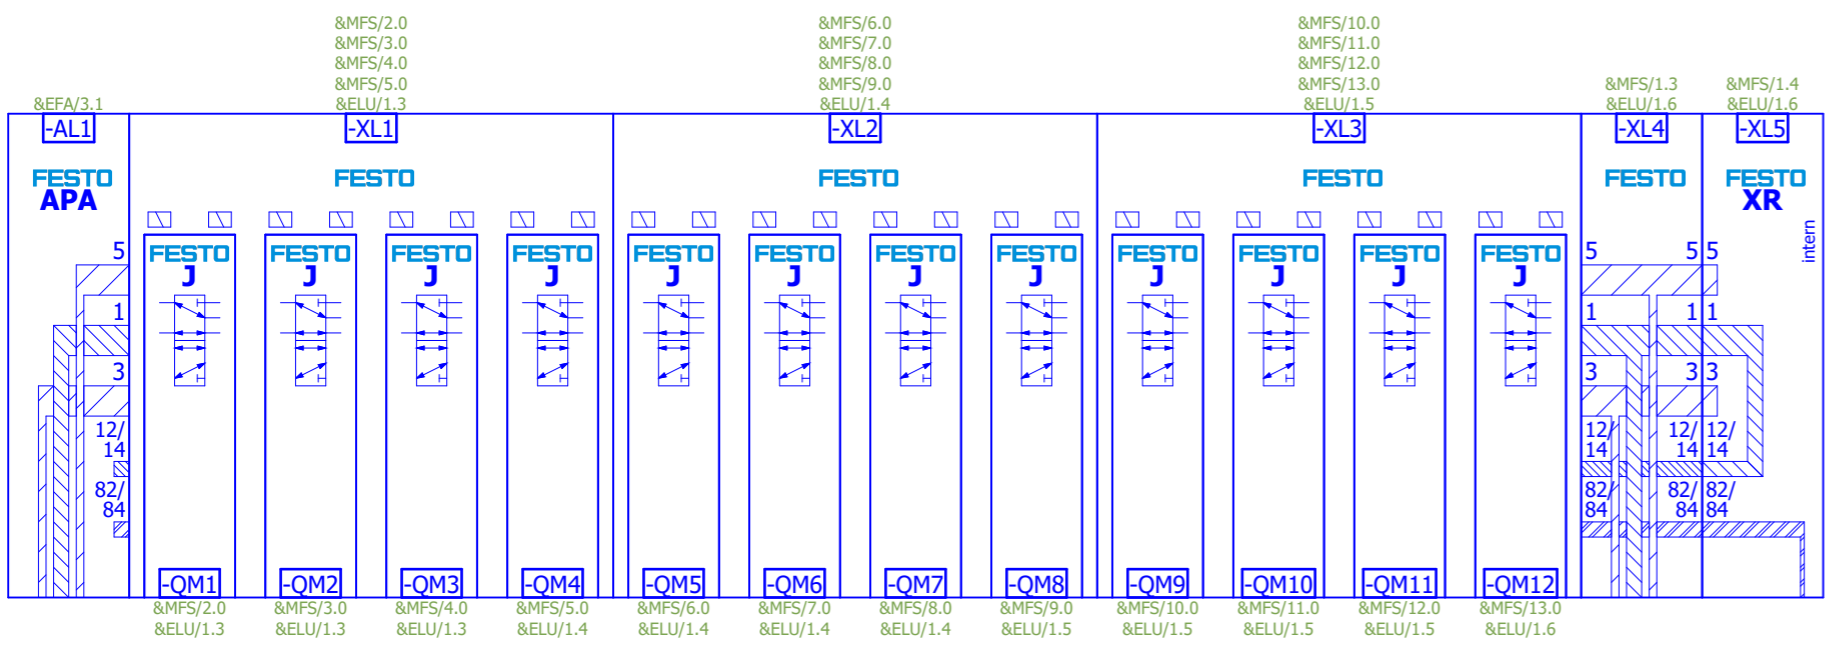 &MFS/2.0
&MFS/3.0
&MFS/4.0
&MFS/5.0
&ELU/1.3
&MFS/6.0
&MFS/7.0
&MFS/8.0
&MFS/9.0
&ELU/1.4
&MFS/10.0
&MFS/11.0
&MFS/12.0
&MFS/13.0
&ELU/1.5
&EFA/3.1
&MFS/1.3
&ELU/1.6
&MFS/1.4
&ELU/1.6
-AL1
-XL1
-XL2
-XL3
-XL4
-XL5
FESTO
APA
FESTO
FESTO
FESTO
FESTO
FESTO
XR
intern
FESTO
J
FESTO
J
FESTO
J
FESTO
J
FESTO
J
FESTO
J
FESTO
J
FESTO
J
FESTO
J
FESTO
J
FESTO
J
FESTO
J
5
1
3
12/
14
82/
84
5
1
3
12/
14
82/
84
5
1
3
12/
14
82/
84
5
1
3
12/
14
82/
84
-QM1
-QM2
-QM3
-QM4
-QM5
-QM6
-QM7
-QM8
-QM9
-QM10
-QM11
-QM12
&MFS/2.0
&ELU/1.3
&MFS/3.0
&ELU/1.3
&MFS/4.0
&ELU/1.3
&MFS/5.0
&ELU/1.4
&MFS/6.0
&ELU/1.4
&MFS/7.0
&ELU/1.4
&MFS/8.0
&ELU/1.4
&MFS/9.0
&ELU/1.5
&MFS/10.0
&ELU/1.5
&MFS/11.0
&ELU/1.5
&MFS/12.0
&ELU/1.5
&MFS/13.0
&ELU/1.6